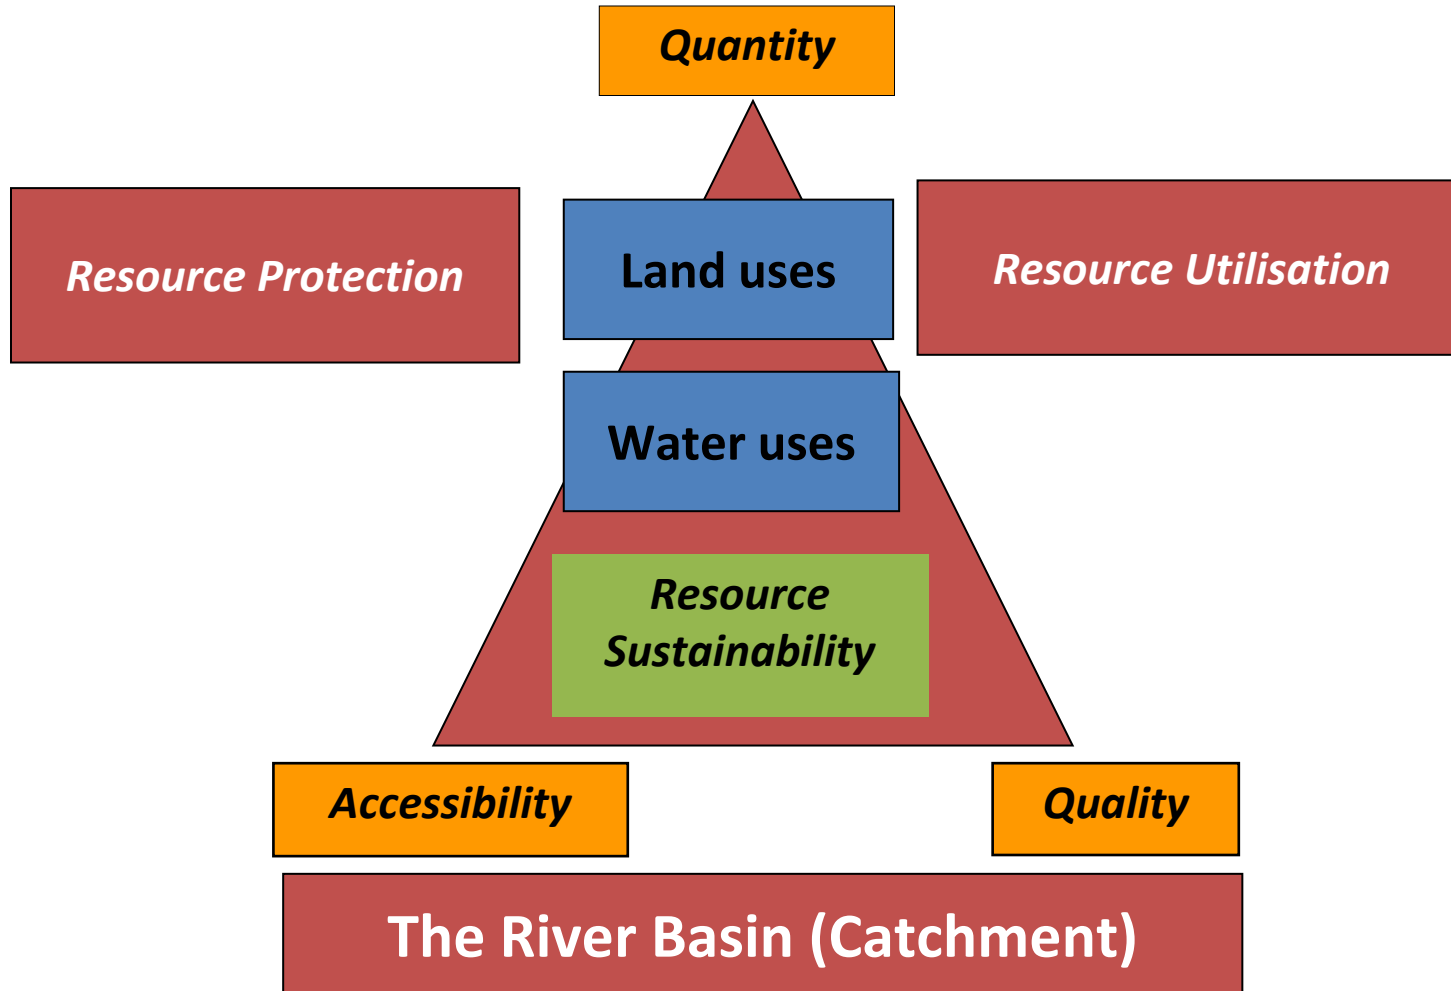 Quantity
Resource Protection
Land uses
Resource Utilisation
Water uses
Resource
Sustainability
Accessibility
Quality
The River Basin (Catchment)